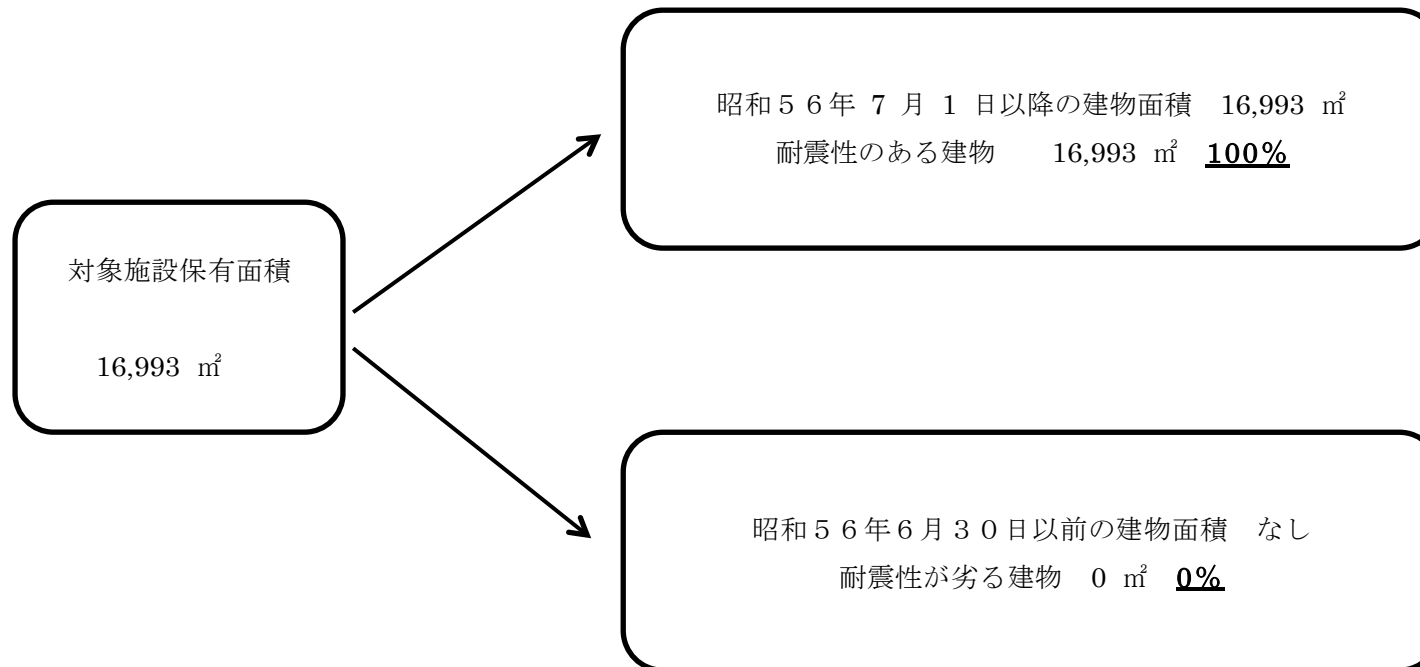 対象施設保有面積
16,993 ㎡
昭和５６年 7 月 1 日以降の建物面積　16,993 ㎡
耐震性のある建物　　16,993 ㎡ 100%
昭和５６年６月３０日以前の建物面積　なし
耐震性が劣る建物　0 ㎡ 0%